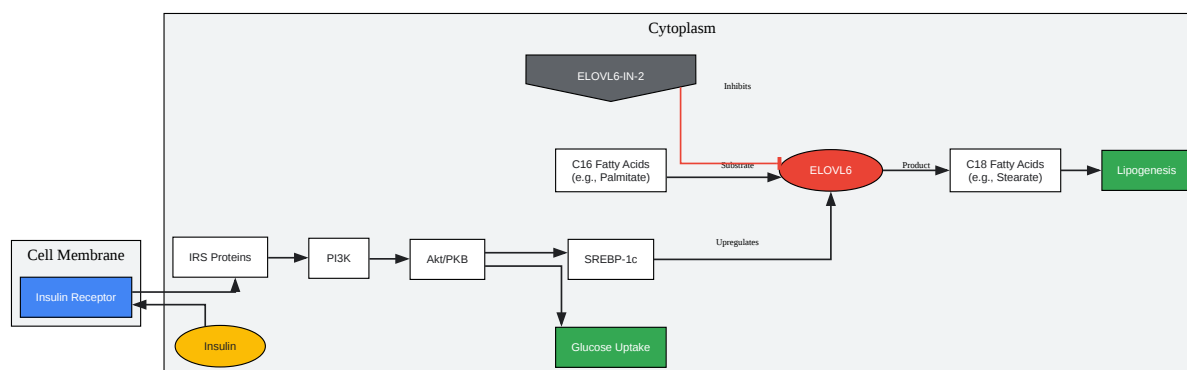 Cytoplasm
ELOVL6-IN-2
Inhibits
C16 Fatty Acids
(e.g., Palmitate)
Substrate
ELOVL6
Product
C18 Fatty Acids
(e.g., Stearate)
Lipogenesis
Cell Membrane
Insulin Receptor
IRS Proteins
PI3K
Akt/PKB
SREBP-1c
Upregulates
Insulin
Glucose Uptake